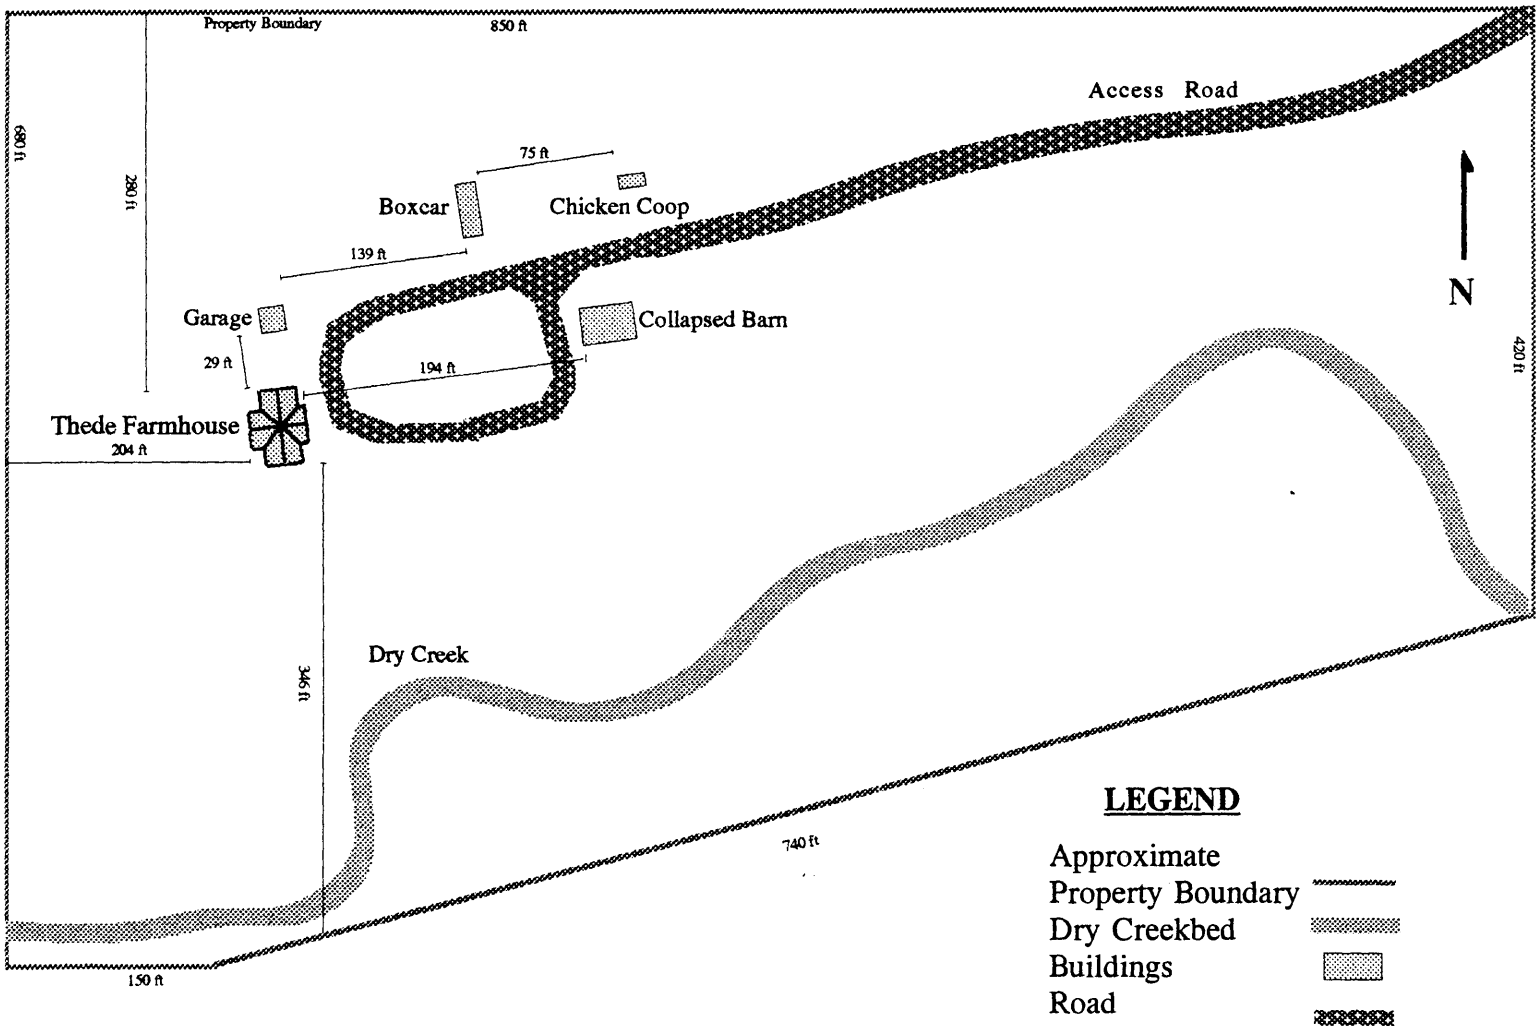 Property Boundary
850 ft
Access Road
680 ft
280 ft
75 ft
Boxcar
Chicken Coop
139 ft
N
Garage
Collapsed Barn
29 ft
194 ft
420 ft
Thede Farmhouse
204 ft
Dry Creek
346 ft
740 ft
150 ft
LEGEND
Approximate
Property Boundary
Dry Creekbed
Buildings
Road